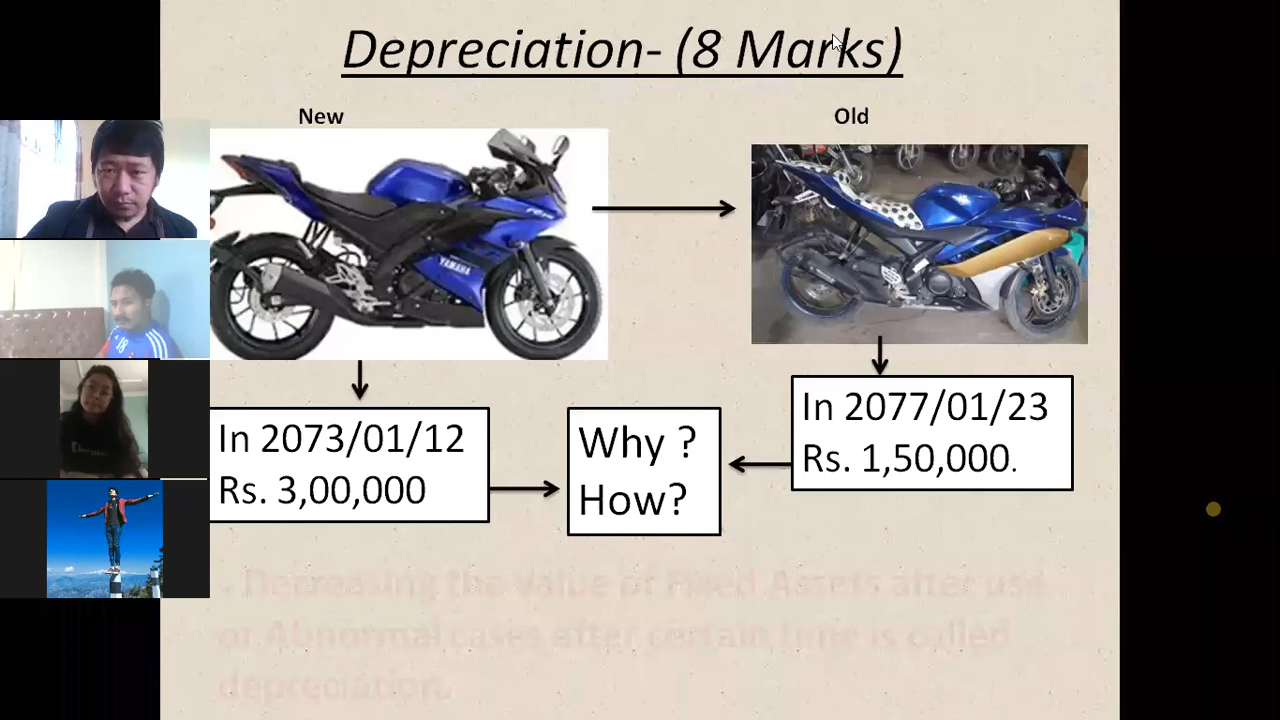 Depreciation- (8 Marks)
New
Old
YAMAHA
In 2073/01/12
Rs. 3,00,000
Why ?
How?
In 2077/01/23
Rs. 1,50,000.
• Decreasing the value of Fixed Assets after use
or Abnormal cases after certain time is called
depreciation.